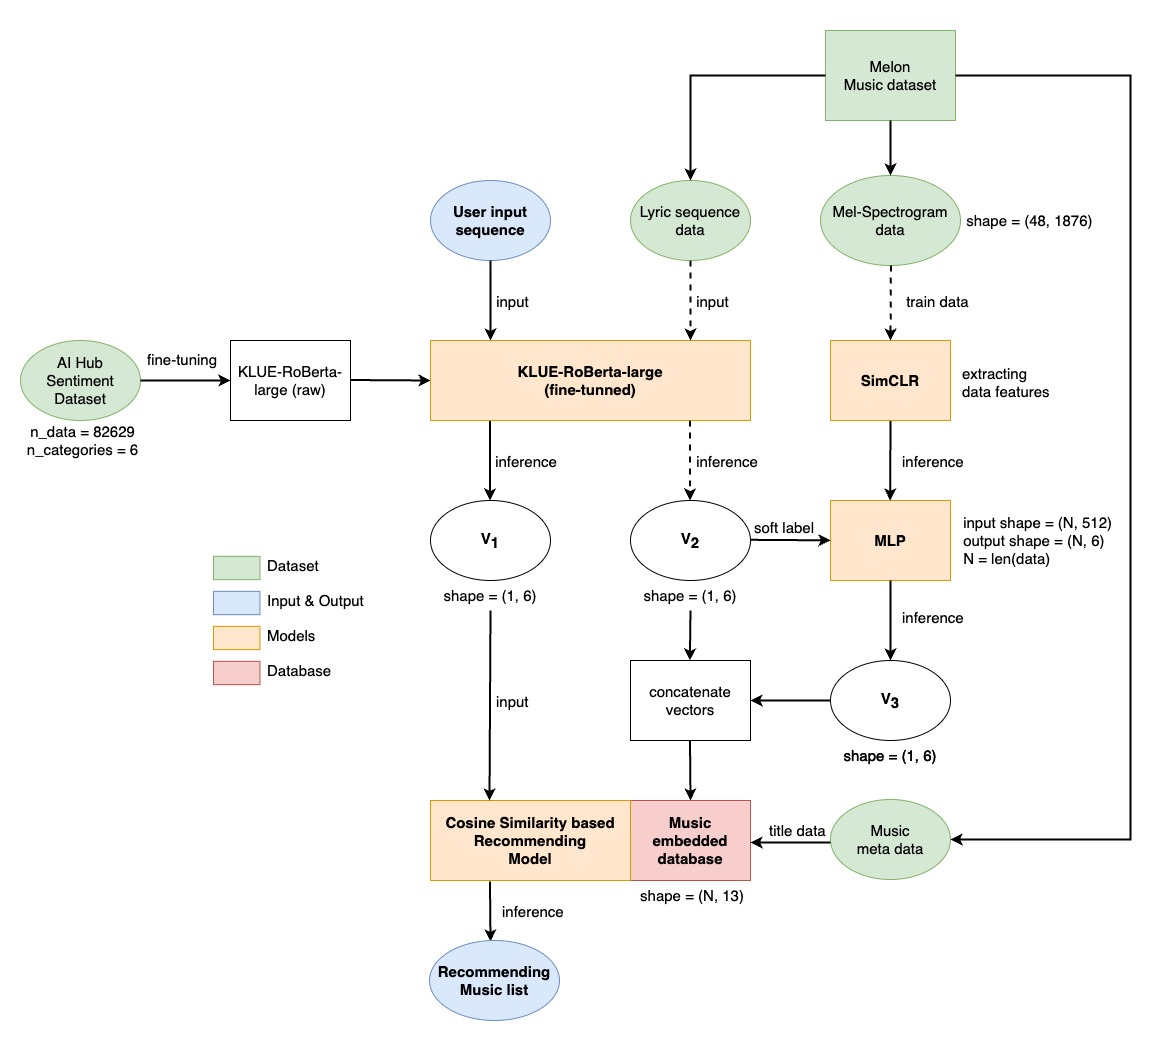 Melon
Music dataset
User input
sequence
Lyric sequence
data
Mel-Spectrogram
data
shape = (48, 1876)
input
input
train data
AI Hub
Sentiment
Dataset
fine-tuning
KLUE-RoBerta-
large (raw)
KLUE-RoBerta-large
(fine-tunned)
SimCLR
extracting
data features
n_data = 82629
n_categories = 6
inference
inference
inference
V1
V2
soft label
MLP
input shape = (N, 512)
output shape = (N, 6)
N = len(data)
shape = (1, 6)
shape = (1, 6)
Dataset
Input & Output
Models
Database
inference
input
concatenate
vectors
V3
shape = (1, 6)
Cosine Similarity based
Recommending
Model
Music
embedded
database
title data
Music
meta data
shape = (N, 13)
inference
Recommending
Music list